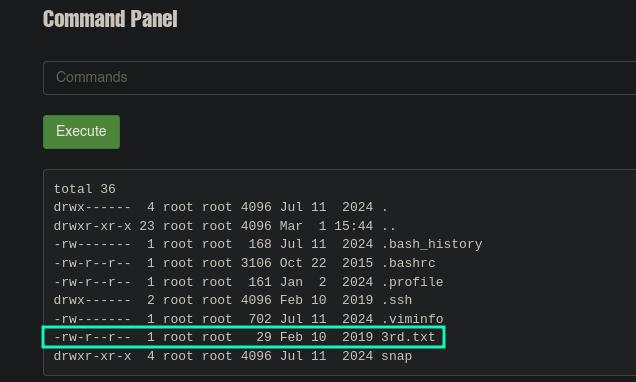 Command Panel
Commands
Execute
total 36
drwx------  4 root root 4096 Jul 11  2024 .
drwxr-xr-x 23 root root 4096 Mar  1 15:44 ..
-rw-------  1 root root  168 Jul 11  2024 .bash_history
-rw-r--r--  1 root root 3106 Oct 22  2015 .bashrc
-rw-r--r--  1 root root  161 Jan  2  2024 .profile
drwx------  2 root root 4096 Feb 10  2019 .ssh
-rw-------  1 root root  702 Jul 11  2024 .viminfo
-rw-r--r--  1 root root   29 Feb 10  2019 3rd.txt
drwxr-xr-x  4 root root 4096 Jul 11  2024 snap